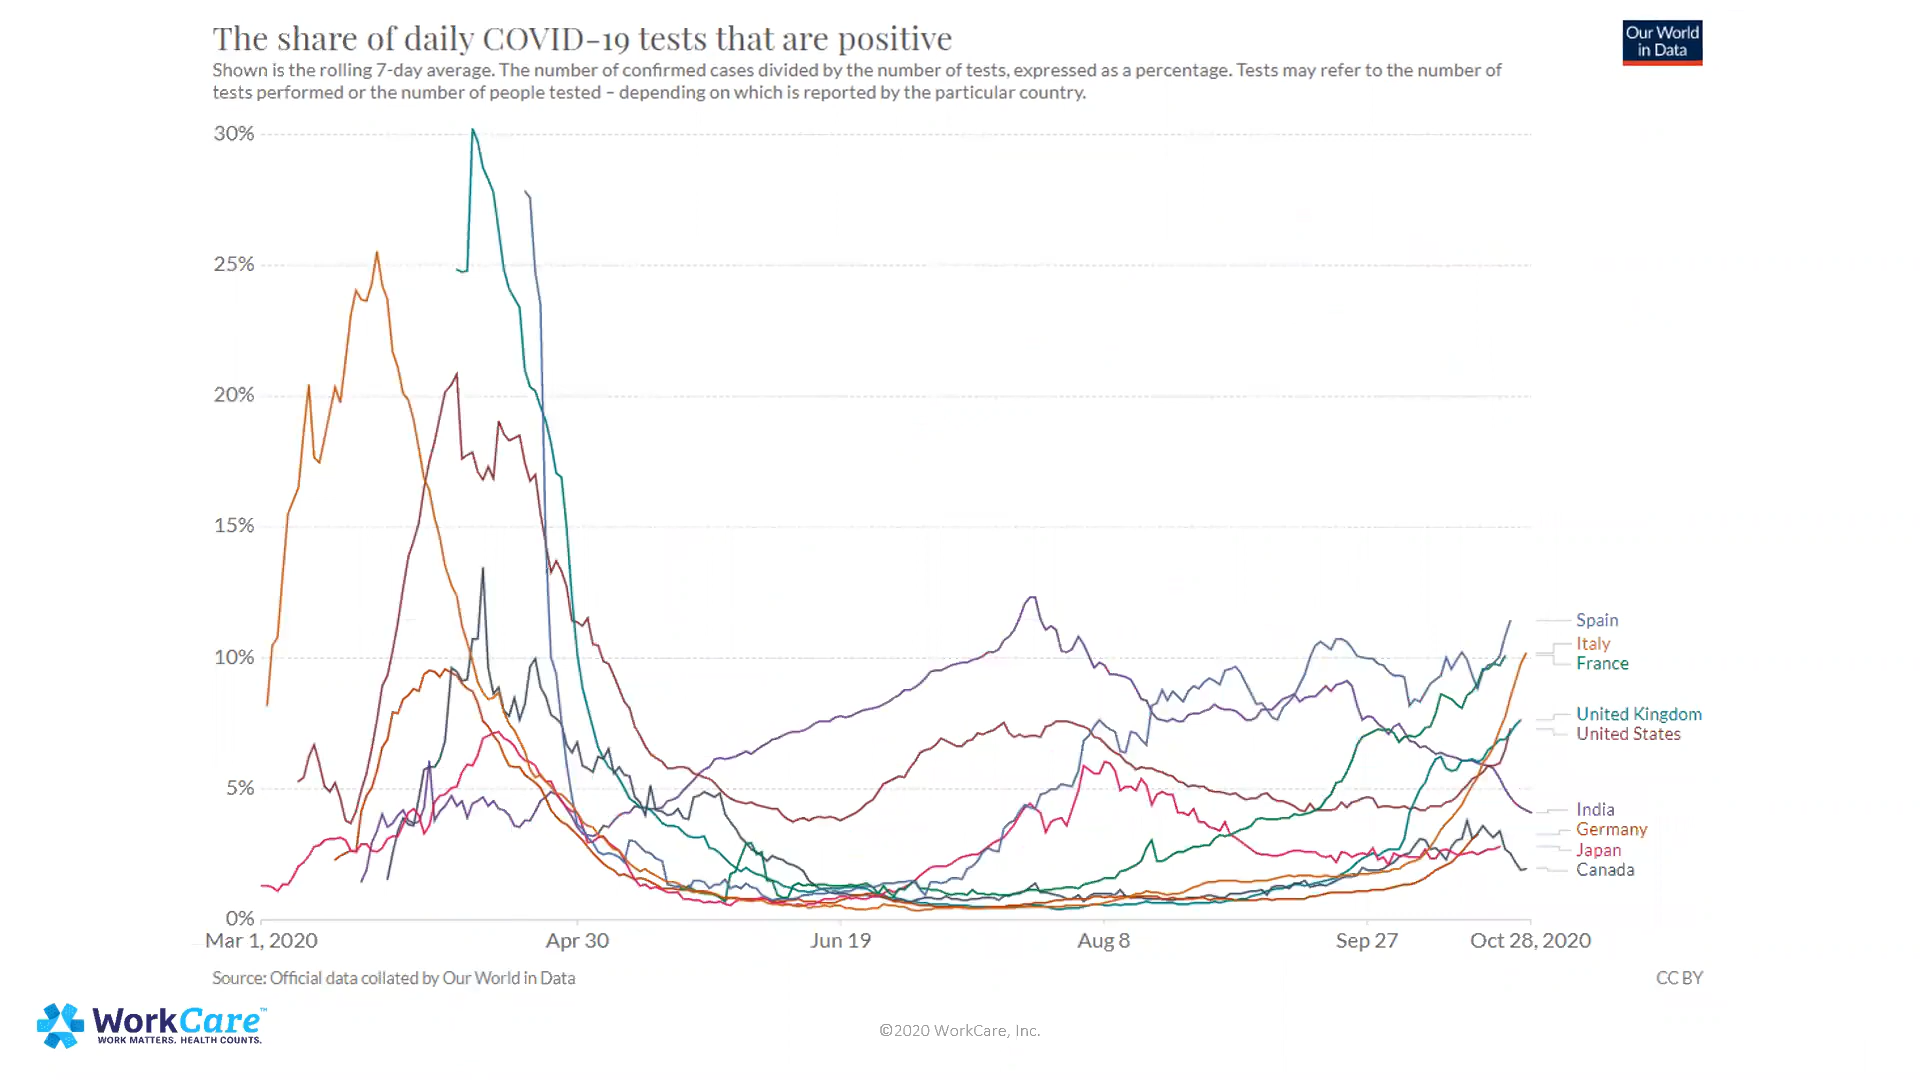 The share of daily COVID-19 tests that are positive
Our World
in Data
Shown is the rolling 7-day average. The number of confirmed cases divided by the number of tests, expressed as a percentage. Tests may refer to the number of
tests performed or the number of people tested – depending on which is reported by the particular country.
30%
25%
20%
15%
10%
5%
0%
Spain
Italy
France
United Kingdom
United States
India
Germany
Japan
Canada
Mar 1, 2020
Apr 30
Jun 19
Aug 8
Sep 27
Oct 28, 2020
Source: Official data collated by Our World in Data
CC BY
WorkCare™
WORK MATTERS. HEALTH COUNTS.
©2020 WorkCare, Inc.